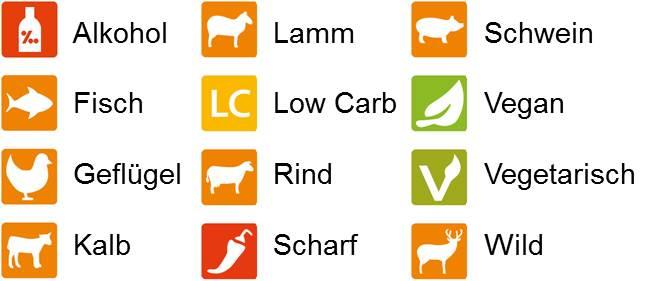 ‰ Alkohol
Lamm
Schwein
Fisch
LC Low Carb
Vegan
Geflügel
Rind
V Vegetarisch
Kalb
Scharf
Wild